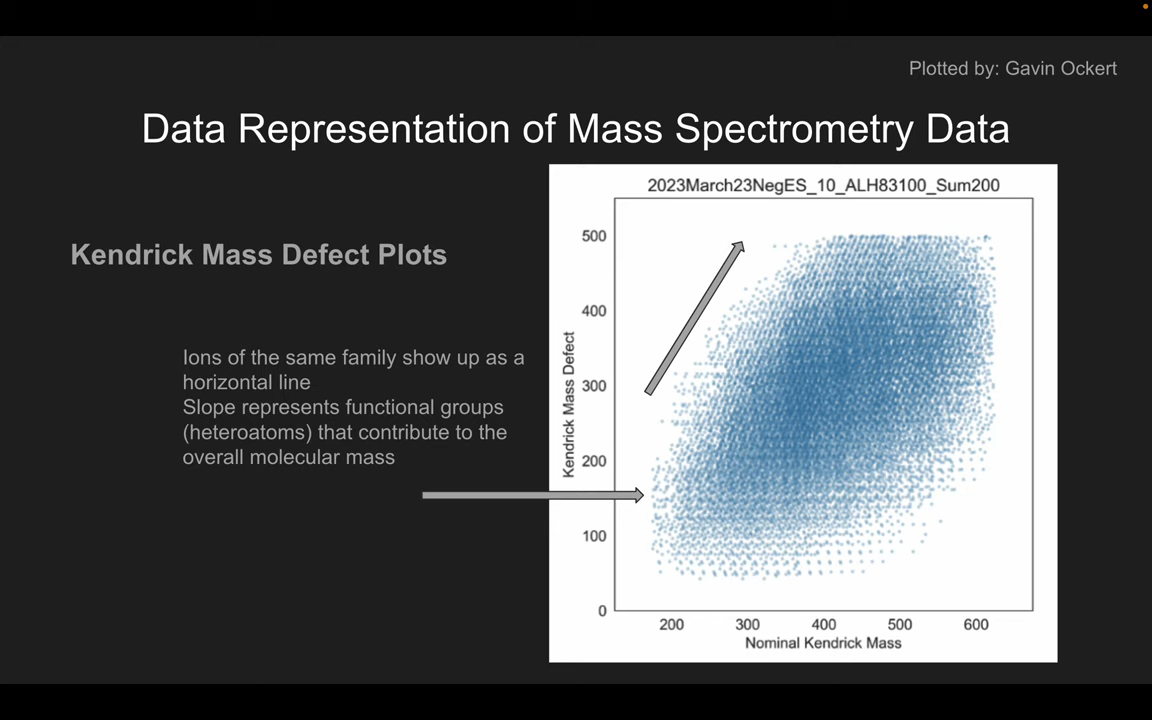 Plotted by: Gavin Ockert
Data Representation of Mass Spectrometry Data
Kendrick Mass Defect Plots
Ions of the same family show up as a
horizontal line
Slope represents functional groups
(heteroatoms) that contribute to the
overall molecular mass
2023March23NegES_10_ALH83100_Sum200
Kendrick Mass Defect
500
400
300
200
100
0
200 300 400 500 600
Nominal Kendrick Mass